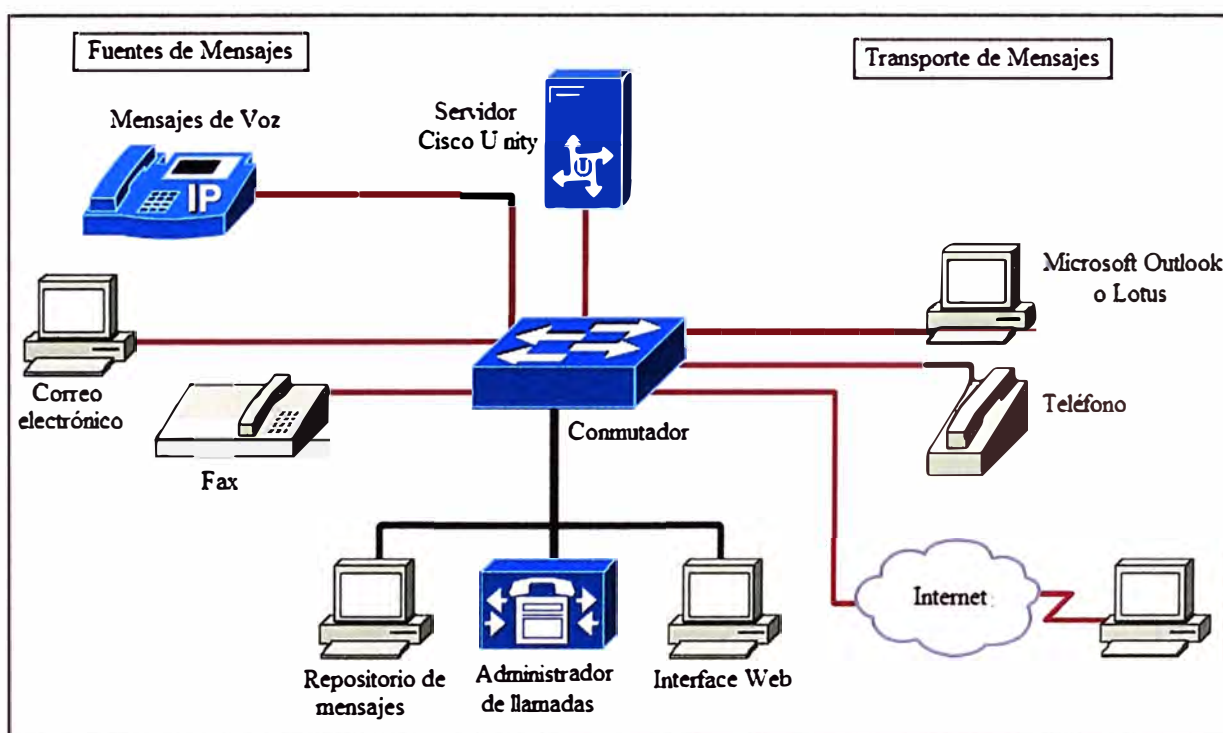 Fuentes de Mensajes
Transporte de Mensajes
Servidor
Cisco U nity
Mensajes de Voz
IP
U
Microsoft Outlook
o Lotus
Correo
electrónico
Teléfono
Conmutador
Fax
Internet
Repositorio de
mensajes
Administrador
de llamadas
Interface Web